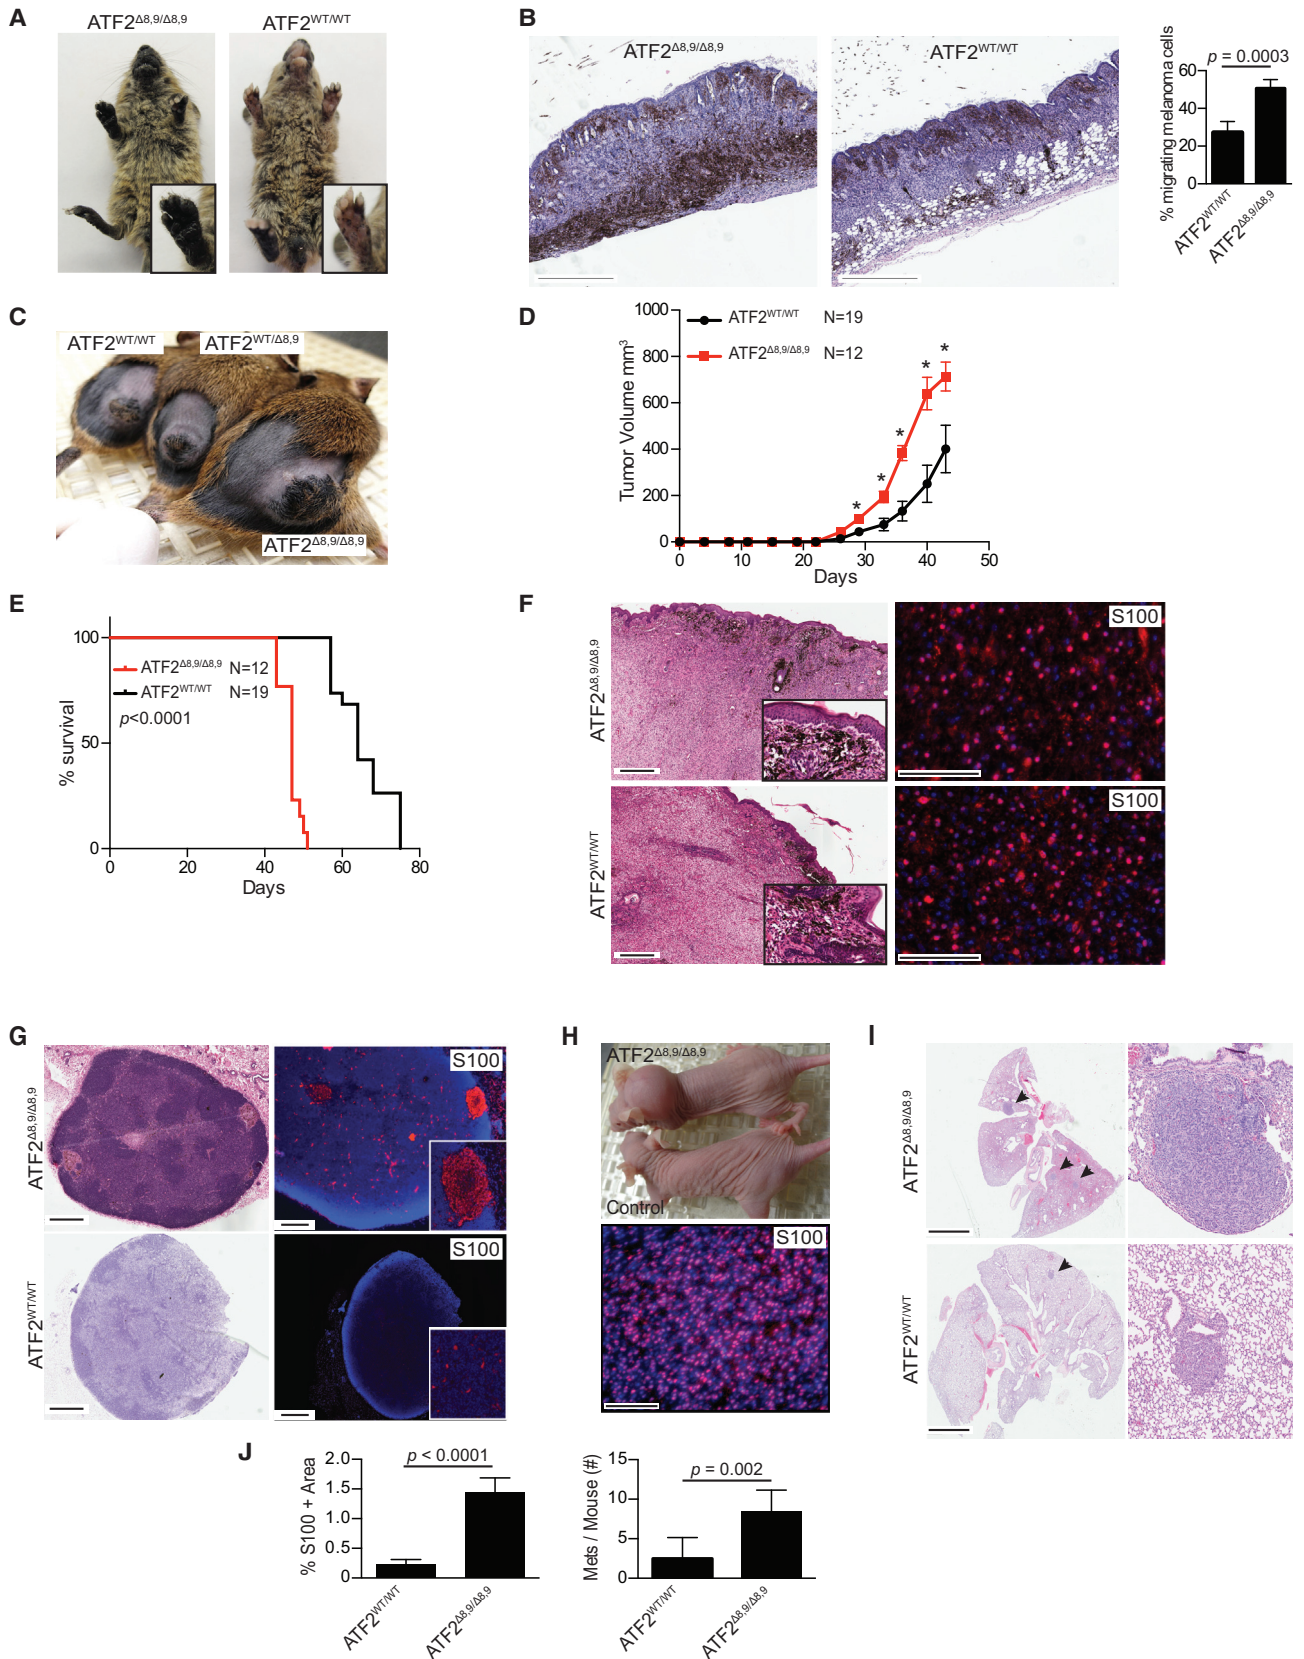 A
ATF2Δ8,9/Δ8,9 ATF2WT/WT
B
ATF2Δ8,9/Δ8,9
ATF2WT/WT
p = 0.0003
% migrating melanoma cells
60
40
20
0
ATF2WT/WT
ATF2Δ8,9/Δ8,9
C
ATF2WT/WT
ATF2WT/Δ8,9
ATF2Δ8,9/Δ8,9
D
Tumor Volume mm3
1000
800
600
400
200
0
ATF2WT/WT N=19
ATF2Δ8,9/Δ8,9 N=12
* * * * *
0 10 20 30 40 50
Days
E
% survival
100
50
0
ATF2Δ8,9/Δ8,9 N=12
ATF2WT/WT N=19
p<0.0001
0 20 40 60 80
Days
F
ATF2Δ8,9/Δ8,9
S100
ATF2WT/WT
S100
G
ATF2Δ8,9/Δ8,9
S100
ATF2WT/WT
S100
H
ATF2Δ8,9/Δ8,9
Control
S100
I
ATF2Δ8,9/Δ8,9
ATF2WT/WT
J
% S100 + Area
2.0
1.5
1.0
0.5
0
p < 0.0001
ATF2WT/WT
ATF2Δ8,9/Δ8,9
Mets / Mouse (#)
15
10
5
0
p = 0.002
ATF2WT/WT
ATF2Δ8,9/Δ8,9